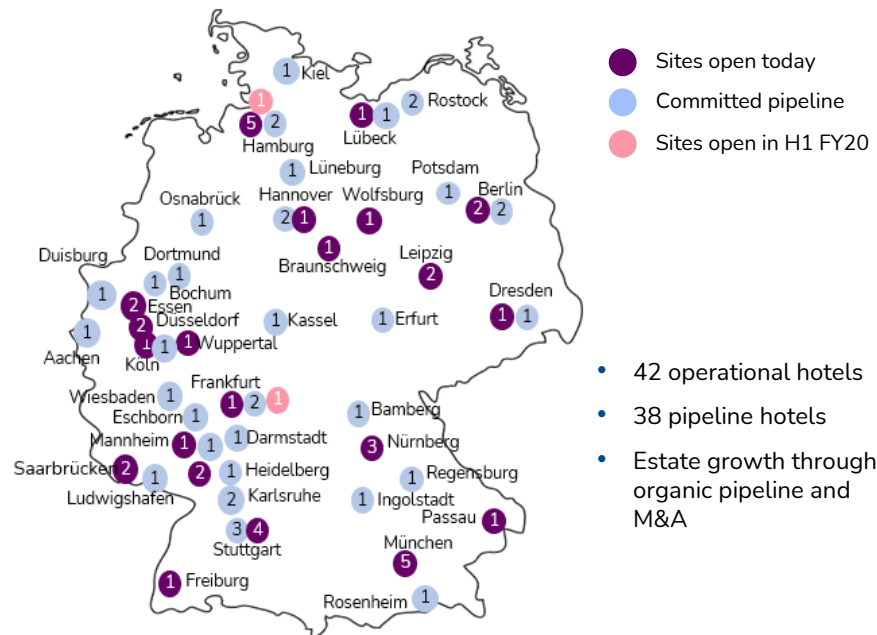 1 Kiel
1
5 2
Hamburg
1 1
Lübeck
2 Rostock
Sites open today
Committed pipeline
Sites open in H1 FY20
1 Lüneburg
Potsdam
1
Berlin
2 2
Osnabrück
1
Hannover
2 1
Wolfsburg
1
1
Braunschweig
Leipzig
2
Duisburg
1
Dortmund
1 1
Bochum
2 Essen
2 Düsseldorf
1 1
Köln
1 Wuppertal
1
Aachen
1 Kassel
1 Erfurt
Dresden
1 1
Wiesbaden 1
Frankfurt
1 2 1
Eschborn 1
Mannheim 1 1
1 Darmstadt
1 Bamberg
3 Nürnberg
Saarbrücken 2
1
Ludwigshafen
2
1 Heidelberg
2 Karlsruhe
3 4
Stuttgart
1 Regensburg
1 Ingolstadt
Passau 1
München
5
1 Freiburg
Rosenheim 1
• 42 operational hotels
• 38 pipeline hotels
• Estate growth through
organic pipeline and
M&A